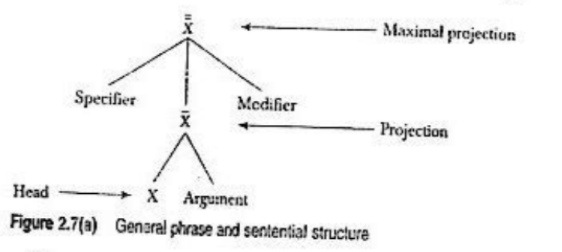 X̿ Maximal projection
Specifier Modifier
X̄ Projection
Head X Argument
Figure 2.7(a) General phrase and sentential structure